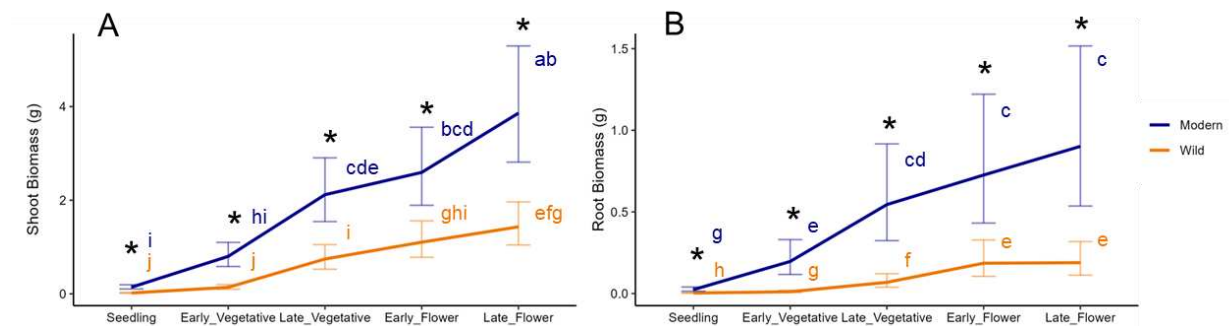 A
Shoot Biomass (g)
0
2
4
*
*
*
*
*
i
hi
cde
bcd
ab
j
j
i
ghi
efg
Seedling
Early_Vegetative
Late_Vegetative
Early_Flower
Late_Flower
B
Root Biomass (g)
0.0
0.5
1.0
1.5
*
*
*
*
*
g
e
cd
c
c
h
g
f
e
e
Seedling
Early_Vegetative
Late_Vegetative
Early_Flower
Late_Flower
Modern
Wild